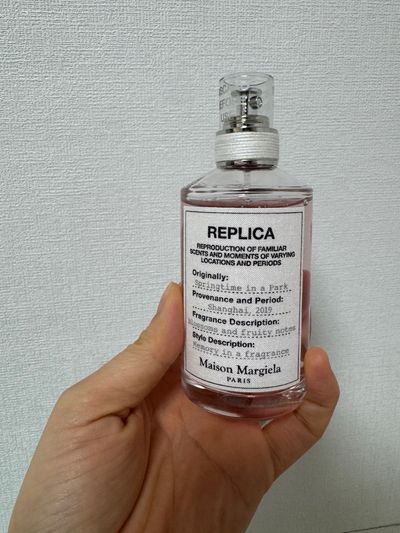 REPLICA
REPRODUCTION OF FAMILIAR
SCENTS AND MOMENTS OF VARYING
LOCATIONS AND PERIODS
Originally:
Springtime in a Park
Provenance and Period:
Shanghai, 2019
Fragrance Description:
Blossoms and fruity notes
Style Description:
Memory in a fragrance
Maison Margiela
PARIS